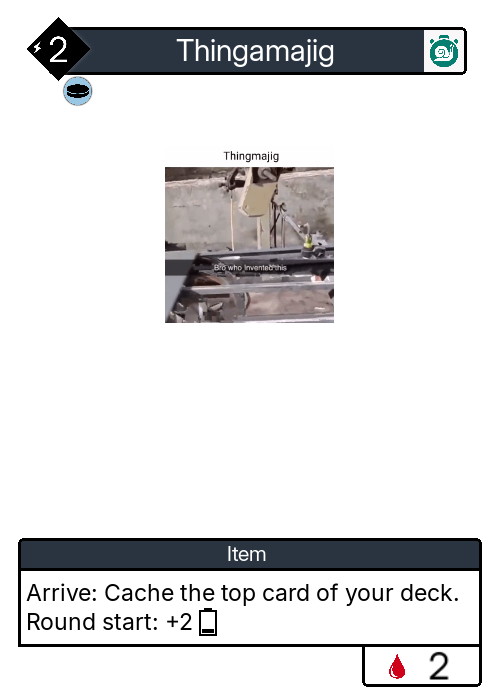 2
Thingamajig
Thingmajig
Bro who invented this
Item
Arrive: Cache the top card of your deck.
Round start: +2
2